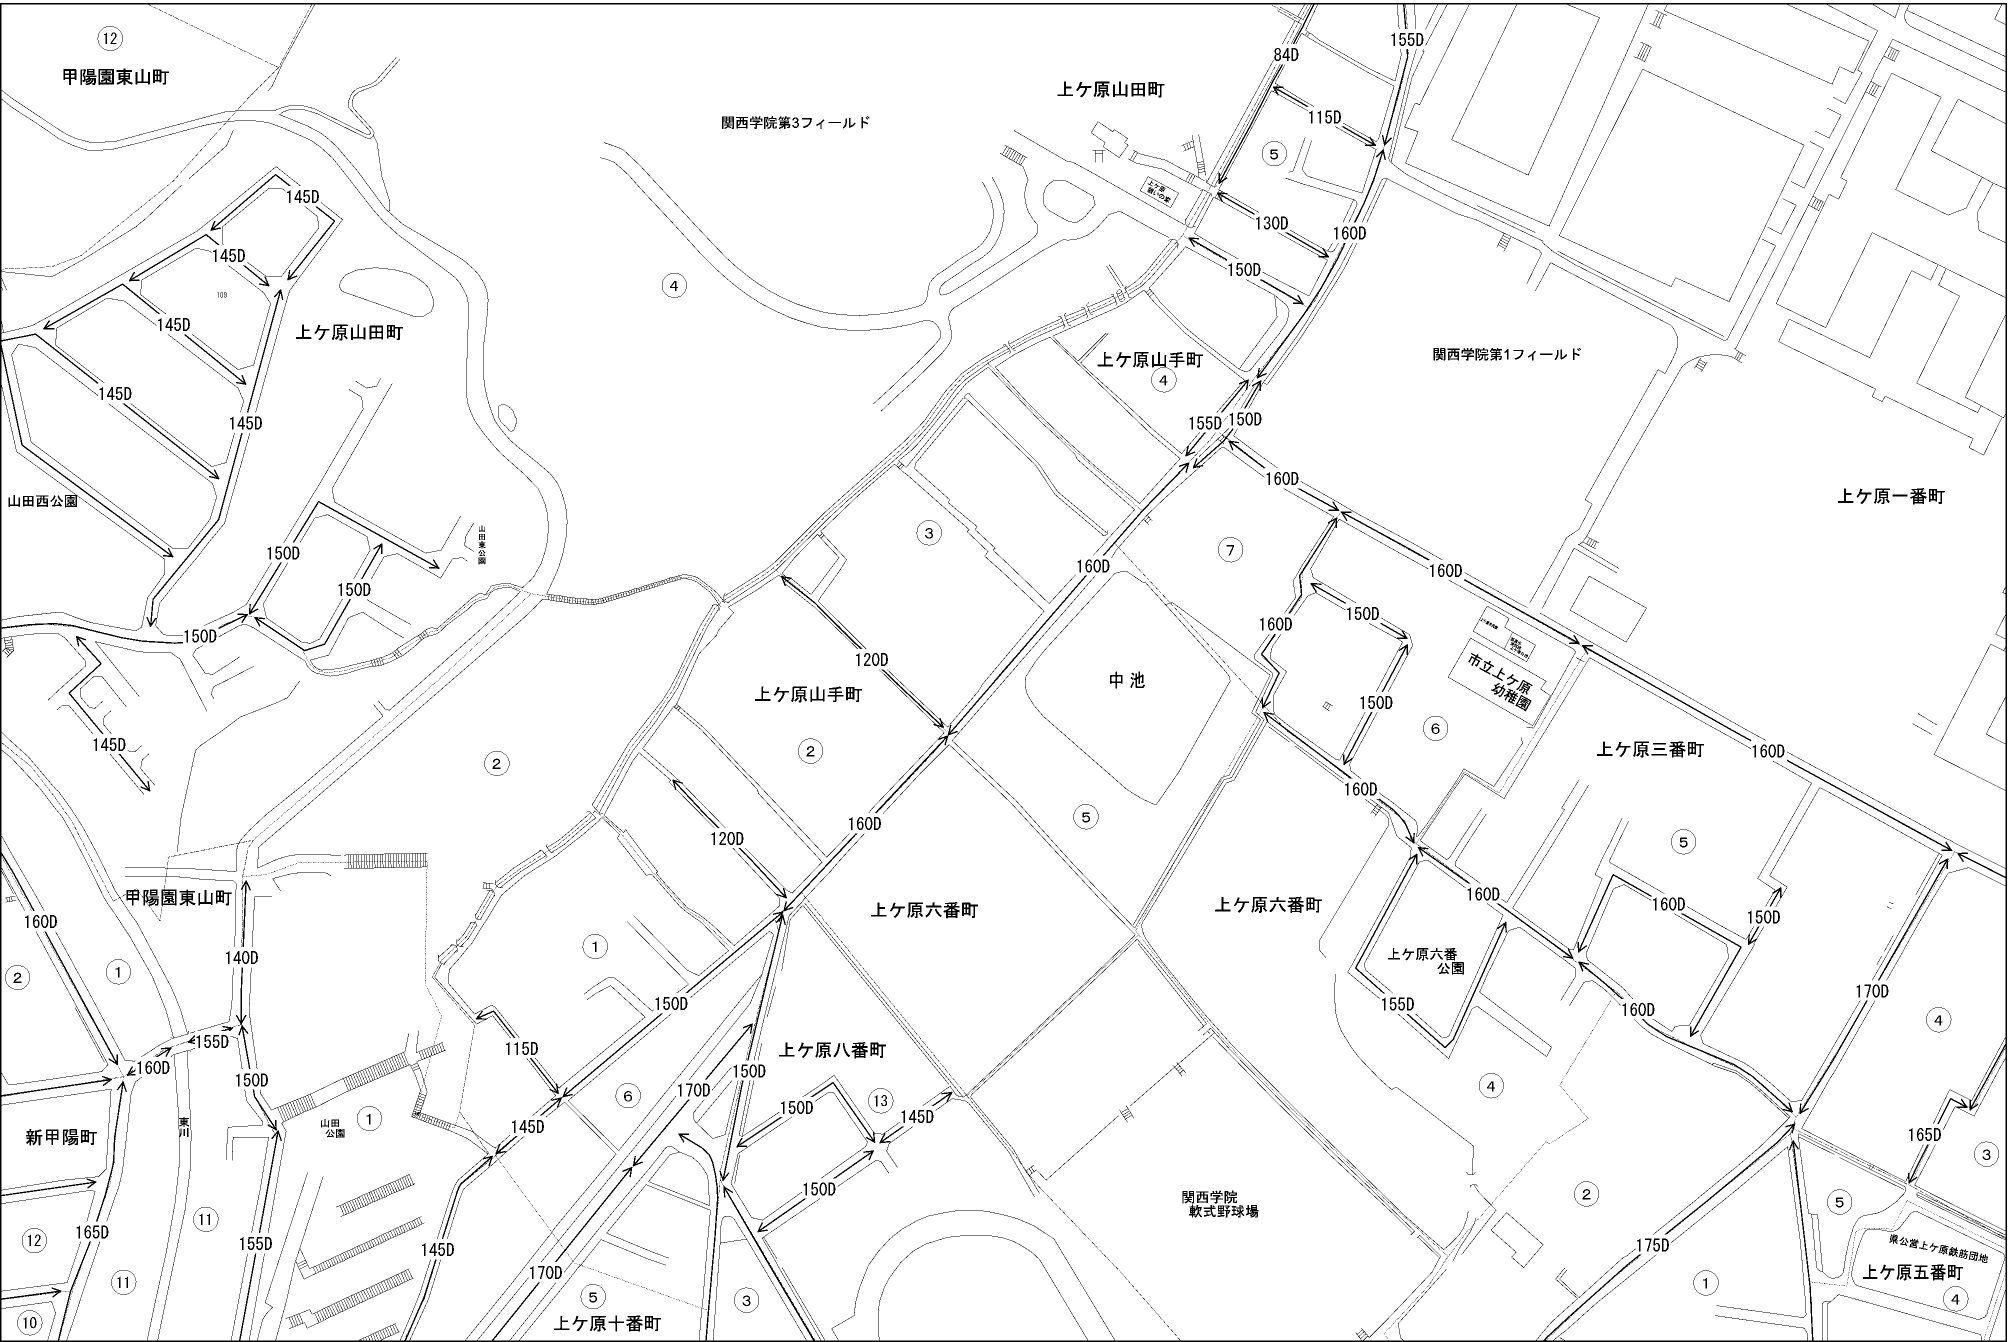 ⑫
甲陽園東山町
84D
155D
上ケ原山田町
関西学院第3フィールド
115D
⑤
145D
130D
160D
145D
150D
④
109
145D
上ケ原山田町
関西学院第1フィールド
上ケ原山手町
④
145D
145D
155D
150D
160D
山田西公園
上ケ原一番町
山田東公園
③
⑦
150D
160D
160D
150D
150D
160D
150D
120D
市立上ケ原
幼稚園
中池
上ケ原山手町
150D
⑥
145D
②
②
上ケ原三番町
160D
160D
⑤
160D
120D
⑤
甲陽園東山町
160D
160D
160D
上ケ原六番町
上ケ原六番町
150D
①
140D
②
①
上ケ原六番
公園
170D
150D
155D
160D
④
155D
115D
上ケ原八番町
160D
150D
170D
150D
④
⑥
150D
⑬
145D
山田
公園
①
東川
145D
新甲陽町
165D
③
150D
関西学院
軟式野球場
②
⑤
⑪
165D
⑫
155D
145D
175D
県公営上ケ原鉄筋団地
上ケ原五番町
170D
⑪
①
⑤
③
④
⑩
上ケ原十番町